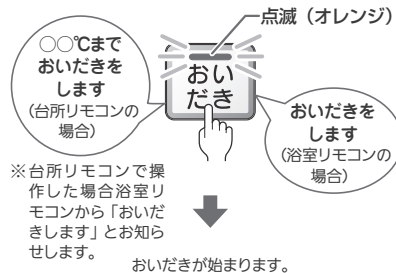 点滅（オレンジ）
○○℃まで
おいだきを
します
（台所リモコンの
場合）
おい
だき
おいだきを
します
（浴室リモコンの
場合）
※台所リモコンで操
作した場合浴室リ
モコンから「おいだ
きします」とお知ら
せします。
おいだきが始まります。